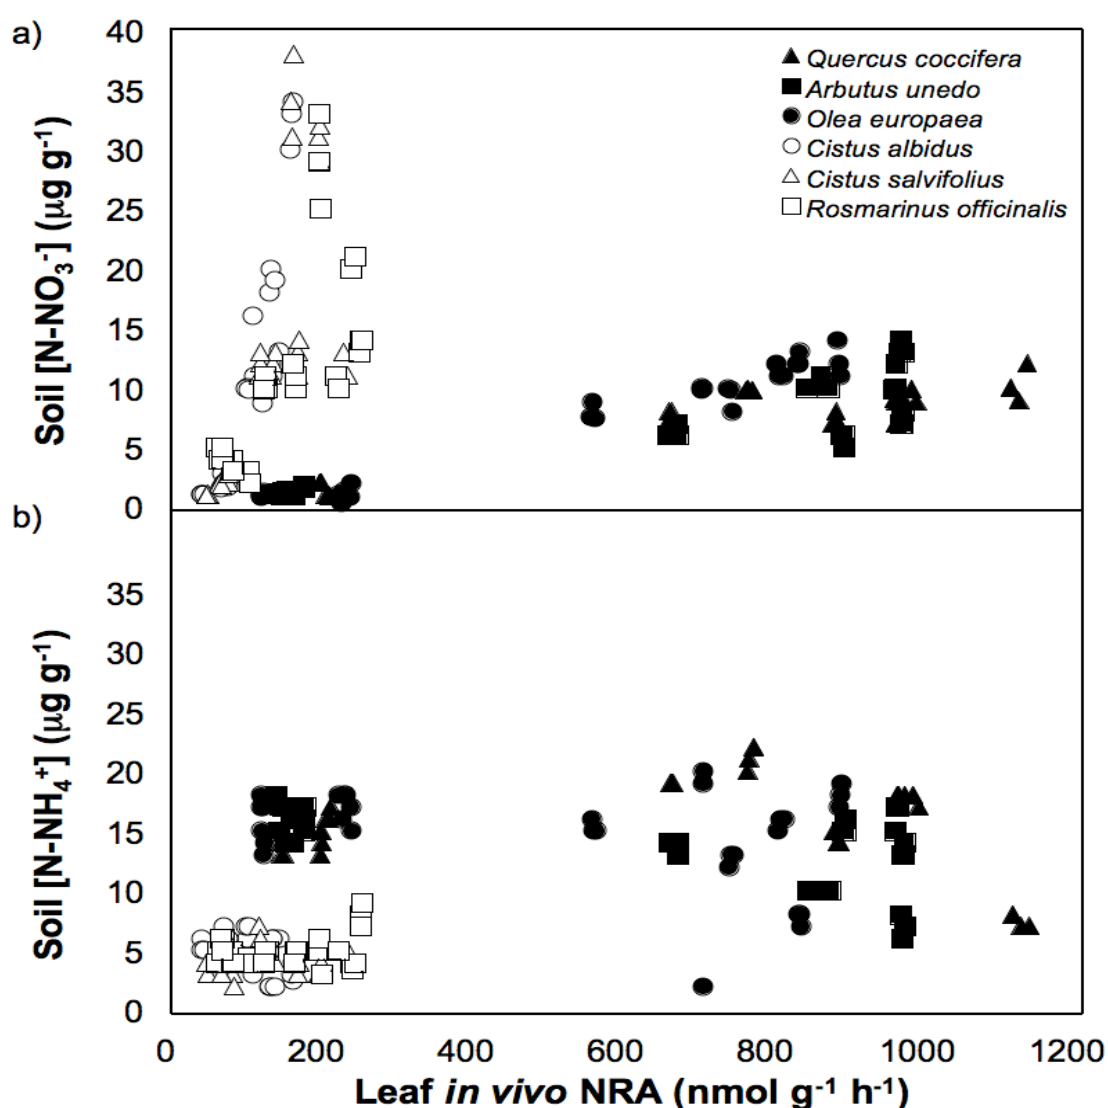 a)
40
35
30
25
20
15
10
5
0
Soil [N-NO₃⁻] (µg g⁻¹)
Quercus coccifera
Arbutus unedo
Olea europaea
Cistus albidus
Cistus salvifolius
Rosmarinus officinalis
b)
35
30
25
20
15
10
5
0
Soil [N-NH₄⁺] (µg g⁻¹)
0 200 400 600 800 1000 1200
Leaf in vivo NRA (nmol g⁻¹ h⁻¹)